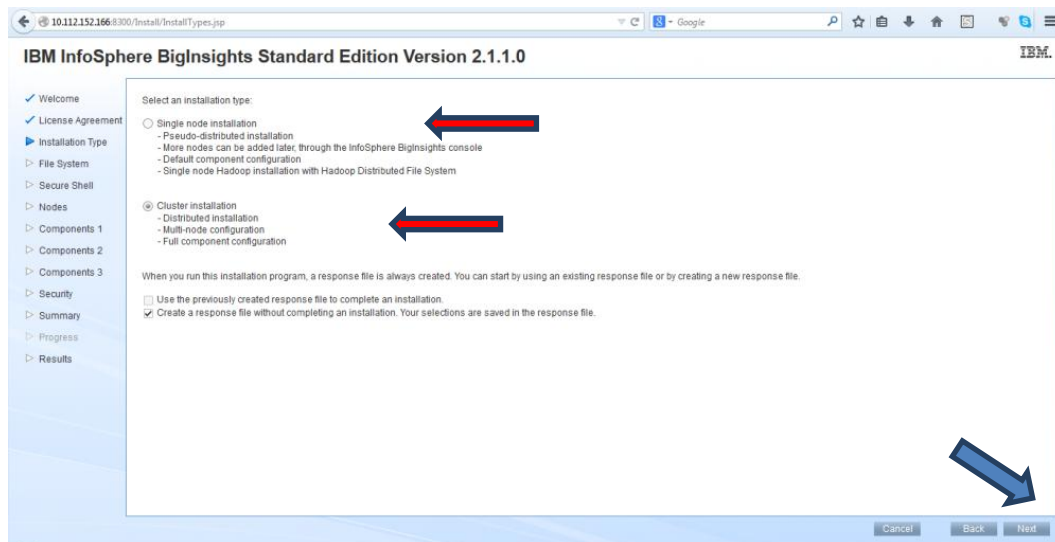 10.112.152.166:8300/Install/InstallTypes.jsp
Google
IBM InfoSphere BigInsights Standard Edition Version 2.1.1.0
IBM.
Welcome
License Agreement
Installation Type
File System
Secure Shell
Nodes
Components 1
Components 2
Components 3
Security
Summary
Progress
Results
Select an installation type:
Single node installation
- Pseudo-distributed installation
- More nodes can be added later, through the InfoSphere BigInsights console
- Default component configuration
- Single node Hadoop installation with Hadoop Distributed File System
Cluster installation
- Distributed installation
- Multi-node configuration
- Full component configuration
When you run this installation program, a response file is always created. You can start by using an existing response file or by creating a new response file.
Use the previously created response file to complete an installation.
Create a response file without completing an installation. Your selections are saved in the response file.
Cancel Back Next